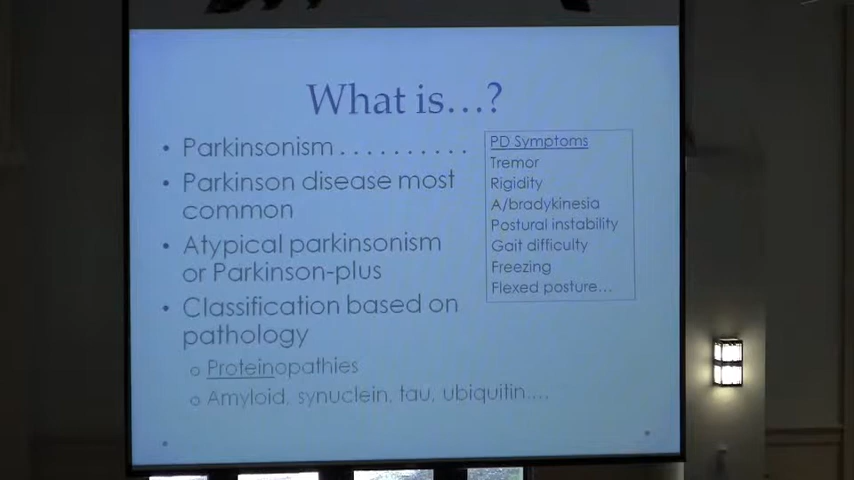 What is...?
• Parkinsonism . . . . . . . . . .
• Parkinson disease most
common
• Atypical parkinsonism
or Parkinson-plus
• Classification based on
pathology
o Proteinopathies
o Amyloid, synuclein, tau, ubiquitin....
PD Symptoms
Tremor
Rigidity
A/bradykinesia
Postural instability
Gait difficulty
Freezing
Flexed posture...